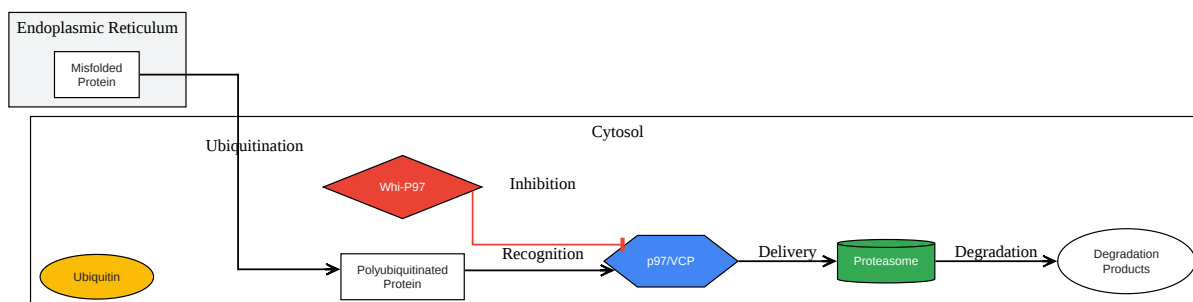 Endoplasmic Reticulum
Misfolded
Protein
Cytosol
Ubiquitination
Whi-P97
Inhibition
Recognition
Delivery
Degradation
Ubiquitin
Polyubiquitinated
Protein
p97/VCP
Proteasome
Degradation
Products